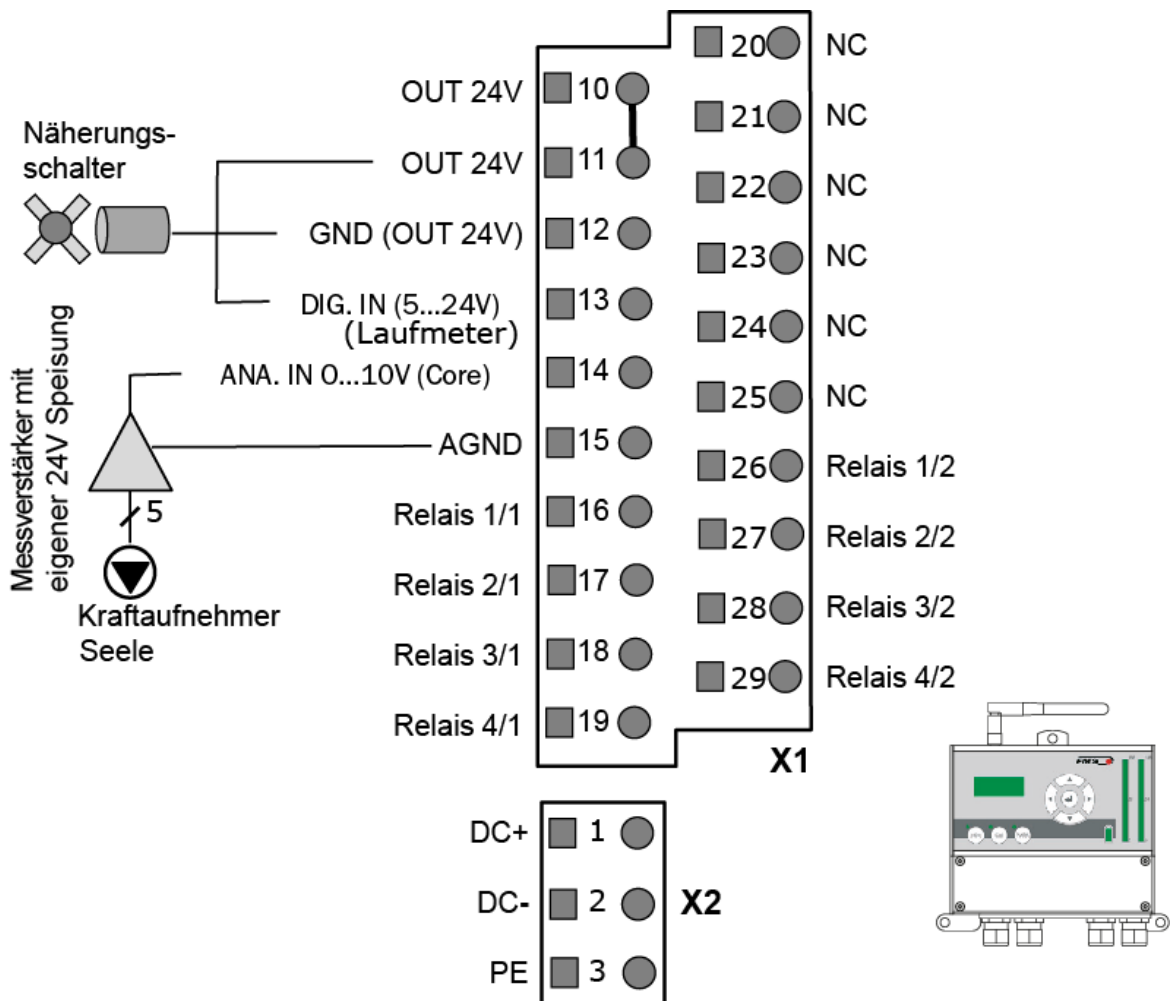 20 NC
OUT 24V 10
21 NC
Näherungs-
schalter
OUT 24V 11
22 NC
GND (OUT 24V) 12
23 NC
DIG. IN (5...24V) 13
(Laufmeter)
24 NC
ANA. IN 0...10V (Core) 14
25 NC
Messverstärker mit
eigener 24V Speisung
AGND 15
26 Relais 1/2
5
Relais 1/1 16
27 Relais 2/2
Kraftaufnehmer
Seele
Relais 2/1 17
28 Relais 3/2
Relais 3/1 18
29 Relais 4/2
Relais 4/1 19
X1
DC+ 1
DC- 2
X2
PE 3